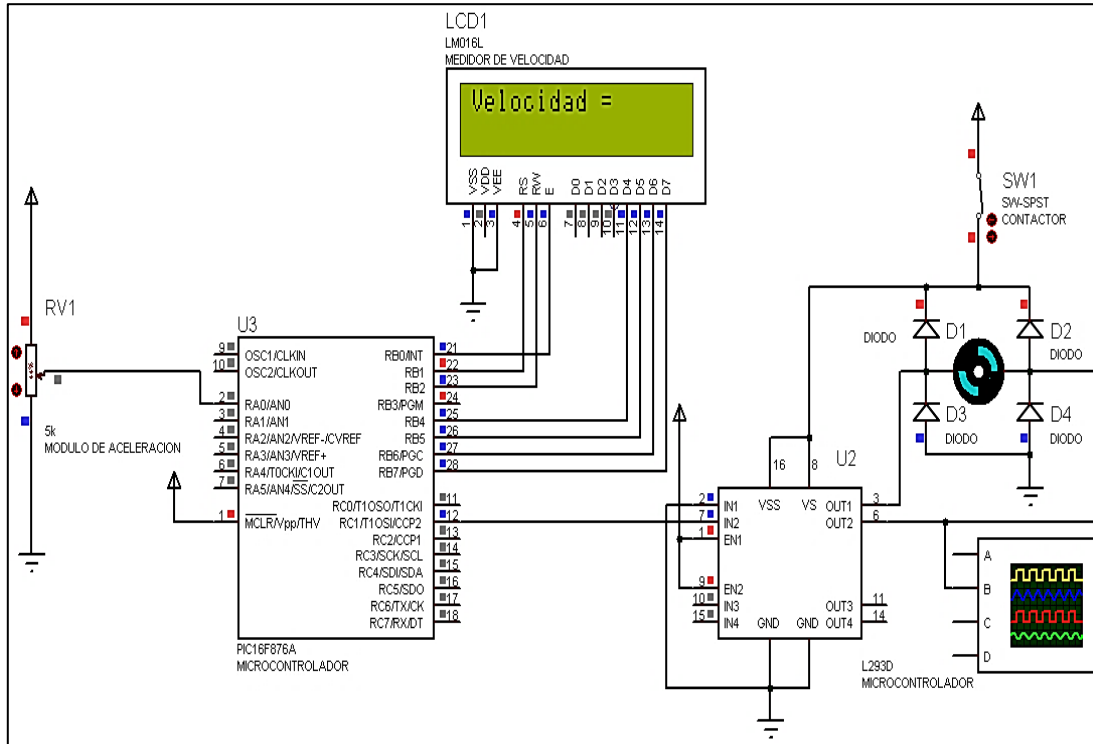 LCD1
LM016L
MEDIDOR DE VELOCIDAD
Velocidad =
VSS
VDD
VEE
RS
RW
E
D0
D1
D2
D3
D4
D5
D6
D7
1
2
3
4
5
6
7
8
9
10
11
12
13
14
SW1
SW-SPST
CONTACTOR
RV1
5k
MODULO DE ACELERACION
U3
9 OSC1/CLKIN
10 OSC2/CLKOUT
2 RA0/AN0
3 RA1/AN1
4 RA2/AN2/VREF-/CVREF
5 RA3/AN3/VREF+
6 RA4/T0CKI/C1OUT
7 RA5/AN4/SS/C2OUT
1 MCLR/Vpp/THV
RB0/INT 21
RB1 22
RB2 23
RB3/PGM 24
RB4 25
RB5 26
RB6/PGC 27
RB7/PGD 28
RC0/T1OSO/T1CKI 11
RC1/T1OSI/CCP2 12
RC2/CCP1 13
RC3/SCK/SCL 14
RC4/SDI/SDA 15
RC5/SDO 16
RC6/TX/CK 17
RC7/RX/DT 18
PIC16F876A
MICROCONTROLADOR
DIODO D1
D2
DIODO
D3
DIODO
D4
DIODO
U2
16 8
2 IN1 VSS VS OUT1 3
7 IN2 OUT2 6
1 EN1
9 EN2
10 IN3 OUT3 11
15 IN4 GND GND OUT4 14
L293D
MICROCONTROLADOR
A
B
C
D